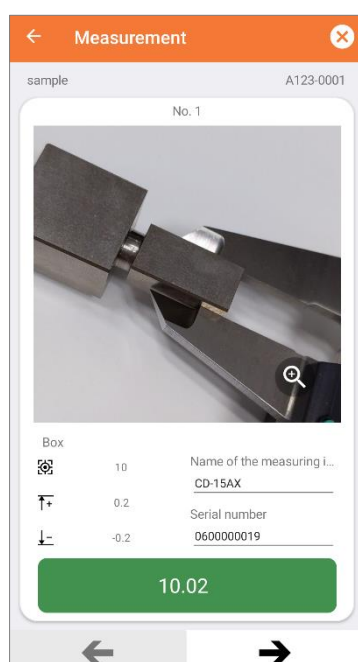 Measurement
sample A123-0001
No. 1
Box
10
Name of the measuring i...
CD-15AX
0.2
Serial number
-0.2
0600000019
10.02